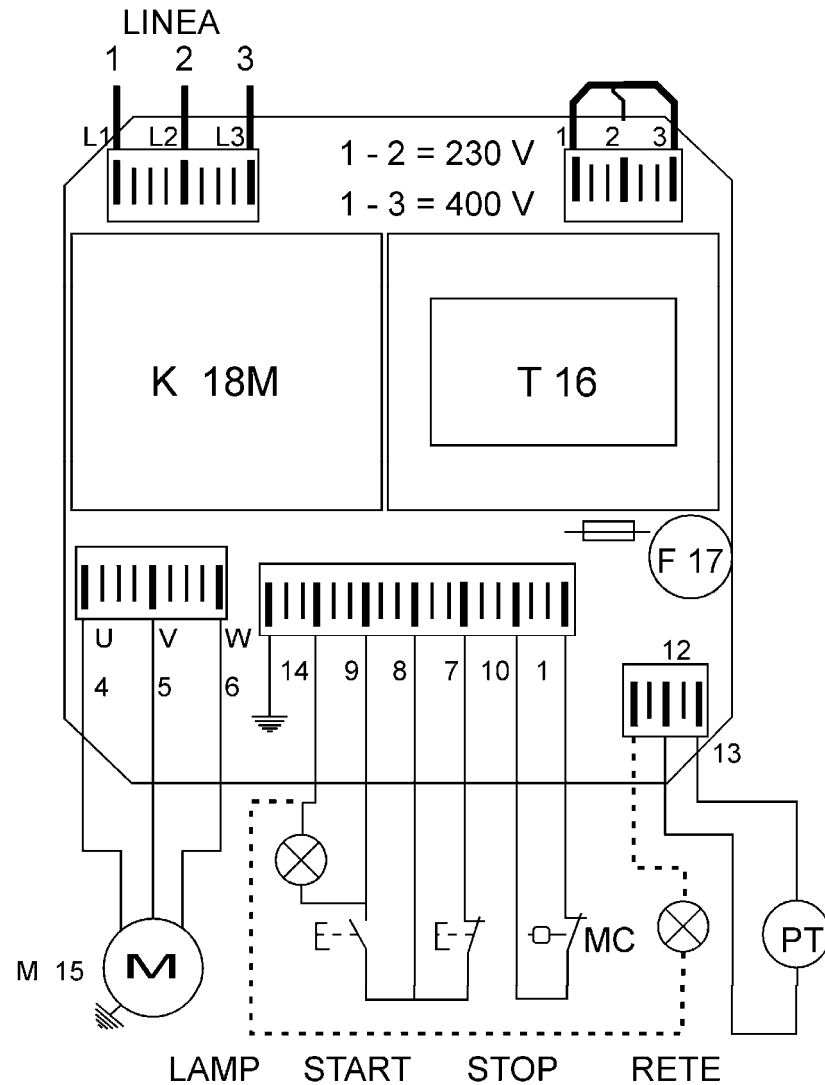 LINEA
1 2 3
L1 L2 L3
1 2 3
1 - 2 = 230 V
1 - 3 = 400 V
K 18M
T 16
F 17
U V W
4 5 6
14 9 8 7 10 1
12
13
MC
PT
M 15
M
LAMP START STOP RETE